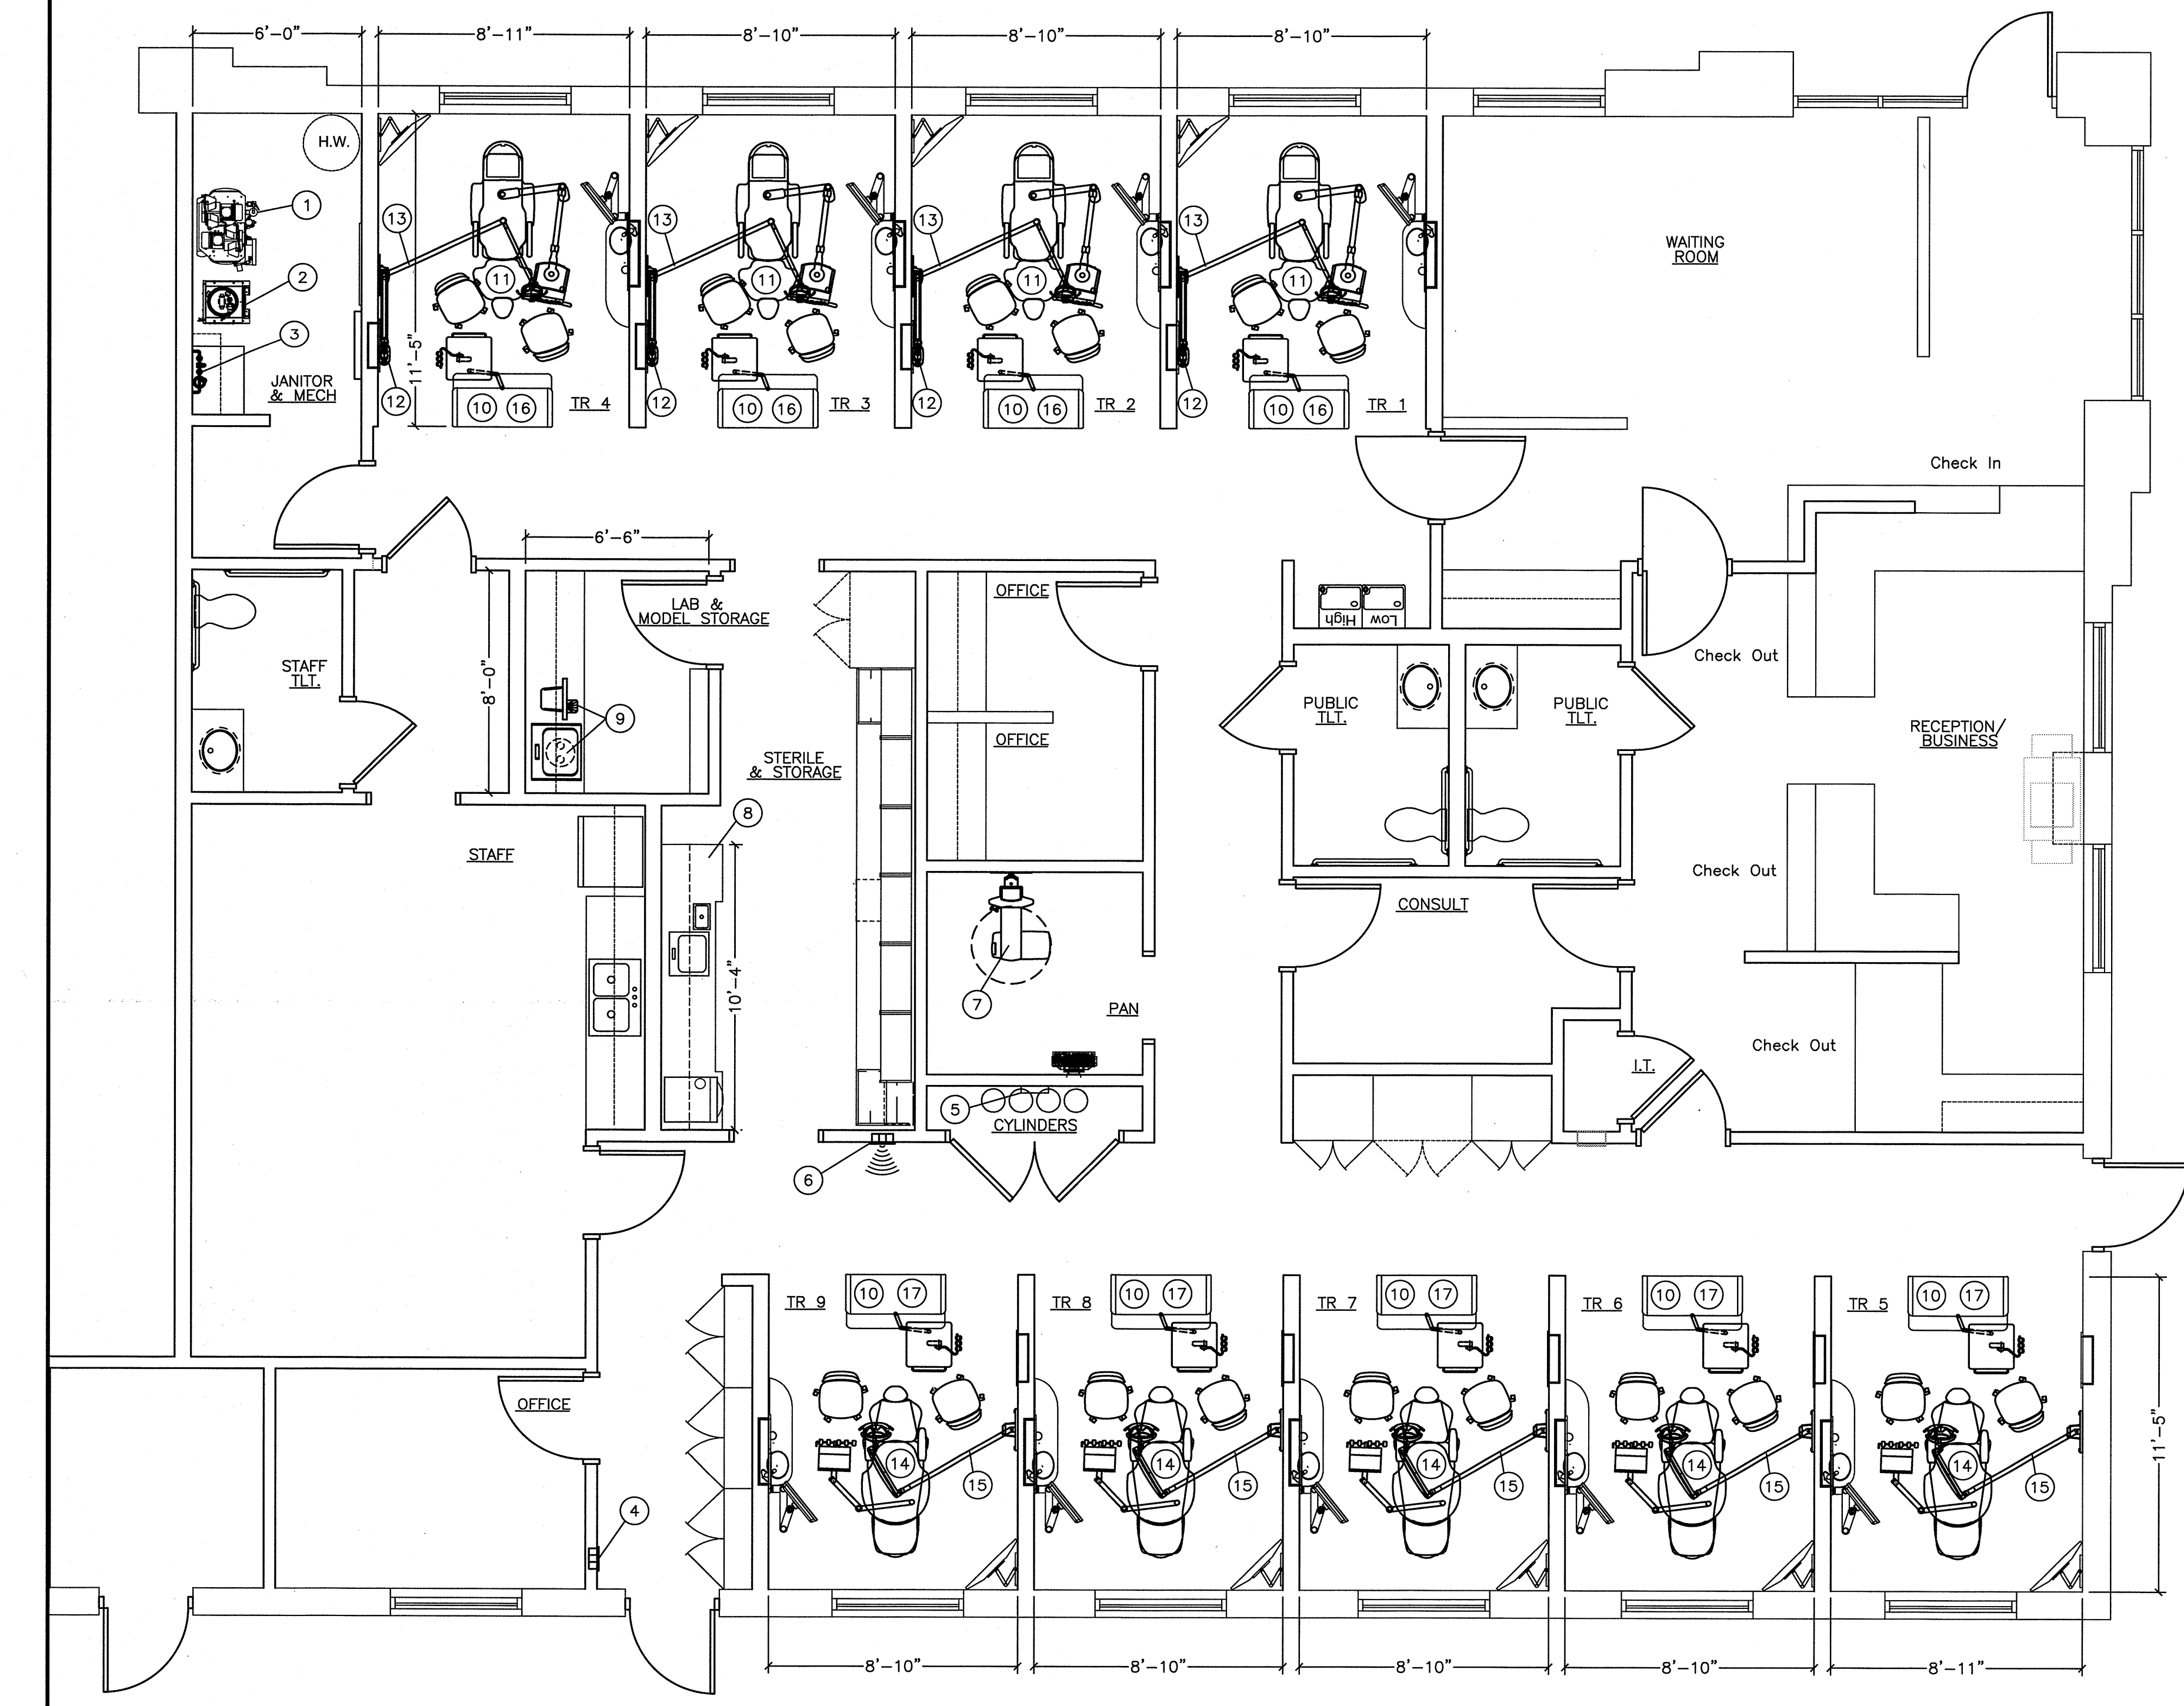 6'-0"
8'-11"
8'-10"
8'-10"
8'-10"
H.W.
1
2
3
JANITOR
& MECH
11'-5"
13
11
12
10 16
TR 4
13
11
12
10 16
TR 3
13
11
12
10 16
TR 2
13
11
12
10 16
TR 1
WAITING
ROOM
Check In
6'-6"
8'-0"
STAFF
TLT.
LAB &
MODEL STORAGE
9
STERILE
& STORAGE
OFFICE
OFFICE
High
Low
PUBLIC
TLT.
PUBLIC
TLT.
Check Out
RECEPTION/
BUSINESS
STAFF
8
10'-4"
7
PAN
5
CYLINDERS
6
CONSULT
Check Out
Check Out
I.T.
OFFICE
4
TR 9
10 17
14
15
TR 8
10 17
14
15
TR 7
10 17
14
15
TR 6
10 17
14
15
TR 5
10 17
14
15
11'-5"
8'-10"
8'-10"
8'-10"
8'-10"
8'-11"